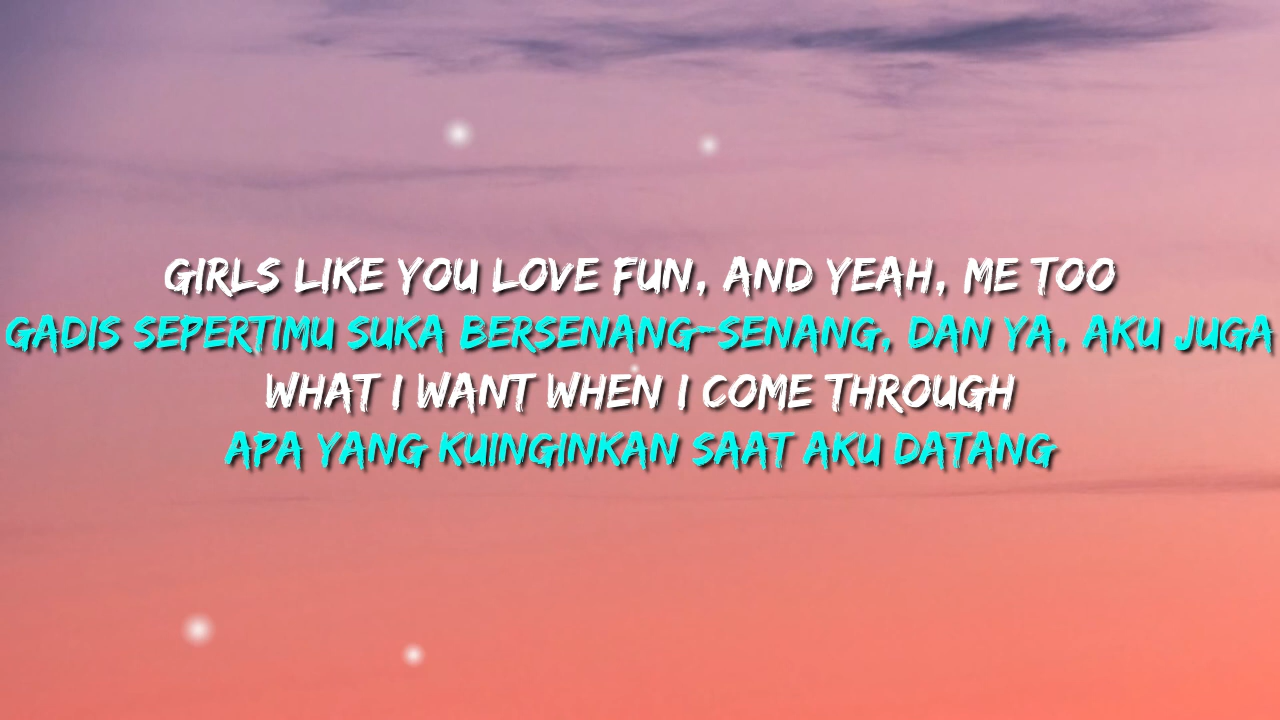 GIRLS LIKE YOU LOVE FUN, AND YEAH, ME TOO
GADIS SEPERTIMU SUKA BERSENANG-SENANG, DAN YA, AKU JUGA
WHAT I WANT WHEN I COME THROUGH
APA YANG KUINGINKAN SAAT AKU DATANG